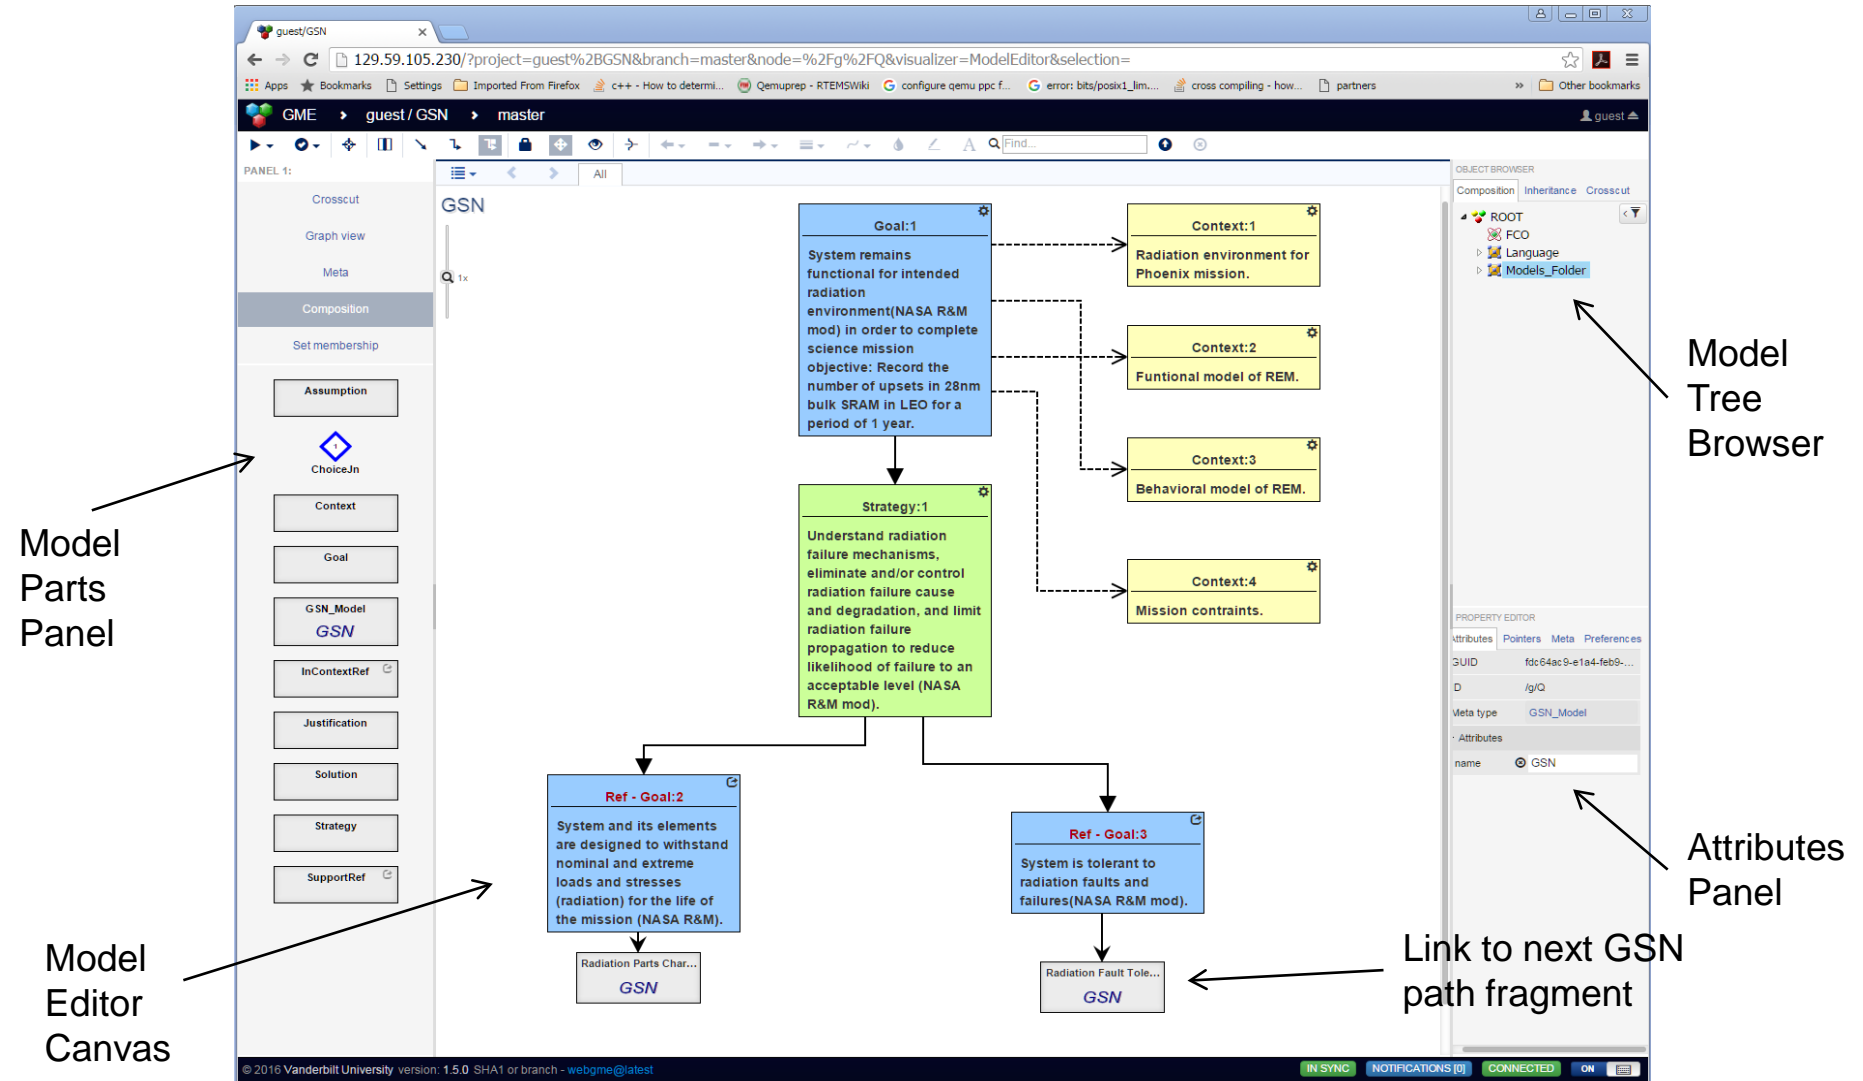 guest/GSN
129.59.105.230/?project=guest%2BGSN&branch=master&node=%2Fg%2FQ&visualizer=ModelEditor&selection=
Apps Bookmarks Settings Imported From Firefox c++ - How to determi... Qemuprep - RTEMSWiki configure qemu ppc f... error: bits/posix1_lim.... cross compiling - how... partners » Other bookmarks
GME guest / GSN master guest
Find...
PANEL 1:
Crosscut
Graph view
Meta
Composition
Set membership
Assumption
1
ChoiceJn
Context
Goal
GSN_Model
GSN
InContextRef
Justification
Solution
Strategy
SupportRef
All
GSN
1x
Goal:1
System remains
functional for intended
radiation
environment(NASA R&M
mod) in order to complete
science mission
objective: Record the
number of upsets in 28nm
bulk SRAM in LEO for a
period of 1 year.
Context:1
Radiation environment for
Phoenix mission.
Context:2
Funtional model of REM.
Context:3
Behavioral model of REM.
Context:4
Mission contraints.
Strategy:1
Understand radiation
failure mechanisms,
eliminate and/or control
radiation failure cause
and degradation, and limit
radiation failure
propagation to reduce
likelihood of failure to an
acceptable level (NASA
R&M mod).
Ref - Goal:2
System and its elements
are designed to withstand
nominal and extreme
loads and stresses
(radiation) for the life of
the mission (NASA R&M).
Radiation Parts Char...
GSN
Ref - Goal:3
System is tolerant to
radiation faults and
failures(NASA R&M mod).
Radiation Fault Tole...
GSN
OBJECT BROWSER
Composition Inheritance Crosscut
ROOT
FCO
Language
Models_Folder
PROPERTY EDITOR
Attributes Pointers Meta Preferences
GUID fdc64ac9-e1a4-feb9-...
ID /g/Q
Meta type GSN_Model
Attributes
name GSN
© 2016 Vanderbilt University version: 1.5.0 SHA1 or branch - webgme@latest
IN SYNC NOTIFICATIONS [0] CONNECTED ON
Model
Parts
Panel
Model
Editor
Canvas
Model
Tree
Browser
Attributes
Panel
Link to next GSN
path fragment